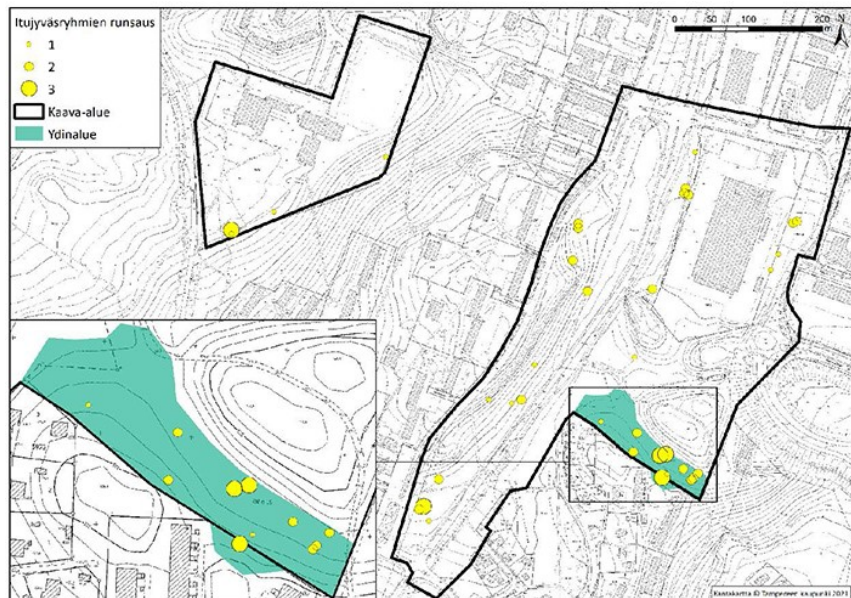 Itujyväsryhmien runsaus
1
2
3
Kaava-alue
Ydinalue
0 50 100 200
m
N
Kantakartta © Tampereen kaupunki 2021